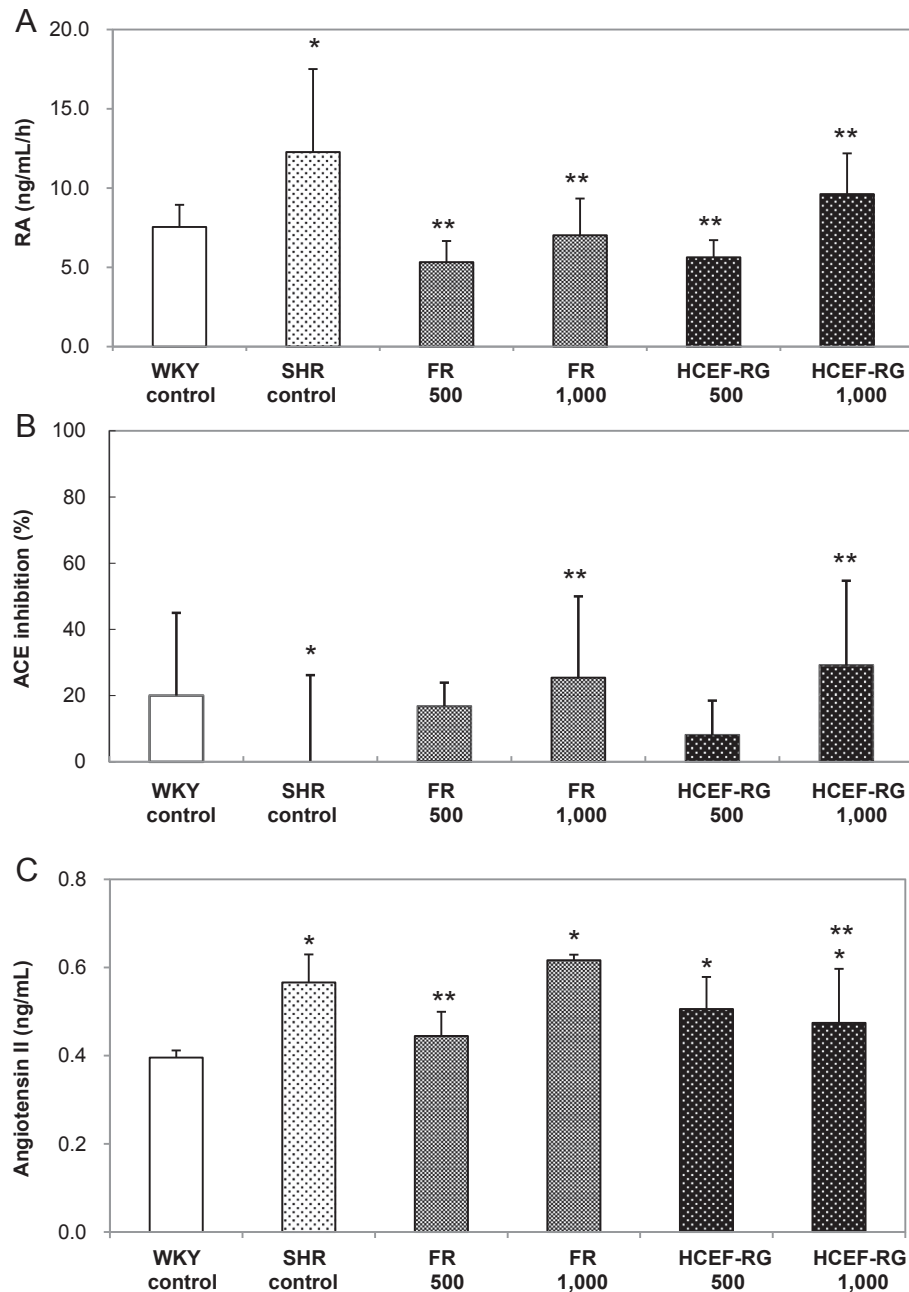 A
20.0
15.0
10.0
5.0
0.0
RA (ng/mL/h)
*
**
**
**
**
WKY SHR FR FR HCEF-RG HCEF-RG
control control 500 1,000 500 1,000
B
100
80
60
40
20
0
ACE inhibition (%)
*
**
**
WKY SHR FR FR HCEF-RG HCEF-RG
control control 500 1,000 500 1,000
C
0.8
0.6
0.4
0.2
0.0
Angiotensin II (ng/mL)
*
**
*
*
**
*
WKY SHR FR FR HCEF-RG HCEF-RG
control control 500 1,000 500 1,000